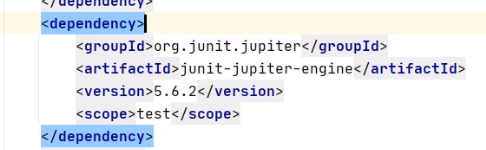 </dependency>
<dependency>
<groupId>org.junit.jupiter</groupId>
<artifactId>junit-jupiter-engine</artifactId>
<version>5.6.2</version>
<scope>test</scope>
</dependency>